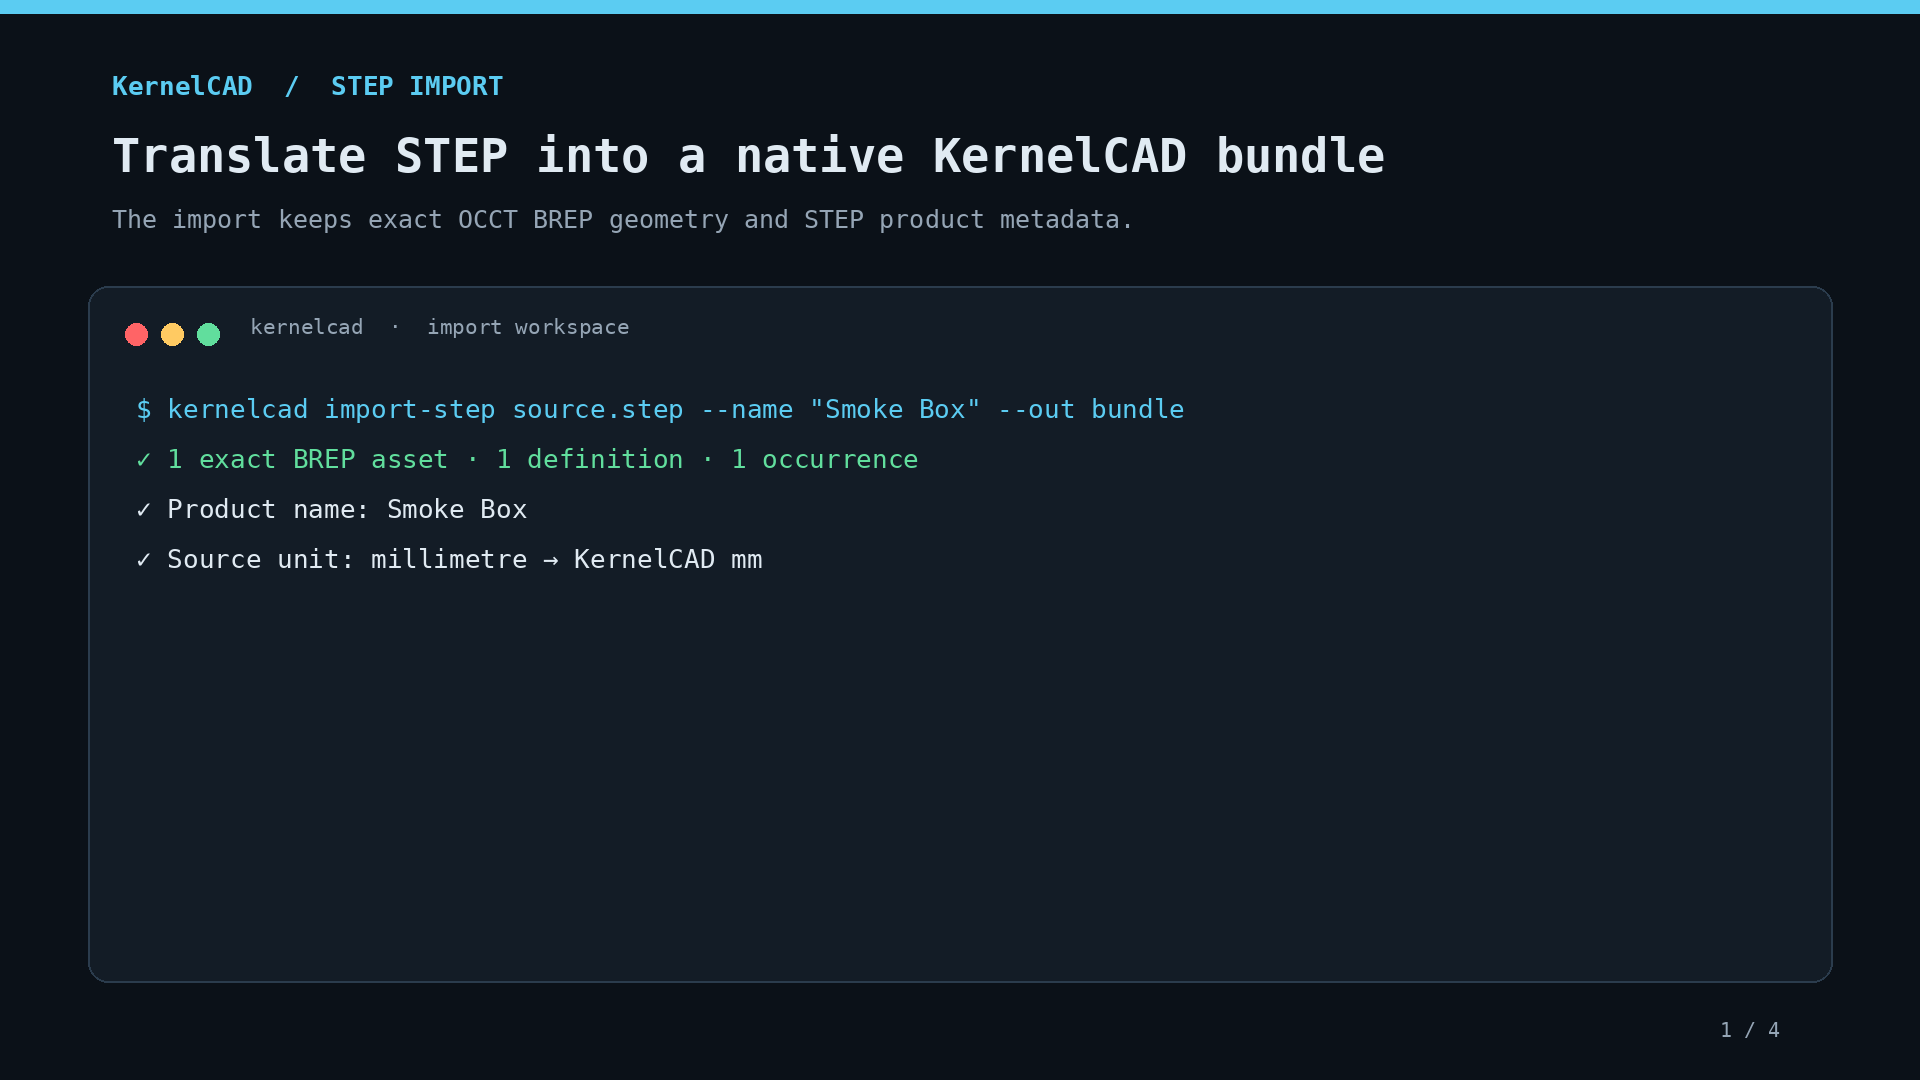 KernelCAD / STEP IMPORT
Translate STEP into a native KernelCAD bundle
The import keeps exact OCCT BREP geometry and STEP product metadata.
kernelcad · import workspace
$ kernelcad import-step source.step --name "Smoke Box" --out bundle
✓ 1 exact BREP asset · 1 definition · 1 occurrence
✓ Product name: Smoke Box
✓ Source unit: millimetre → KernelCAD mm
1 / 4